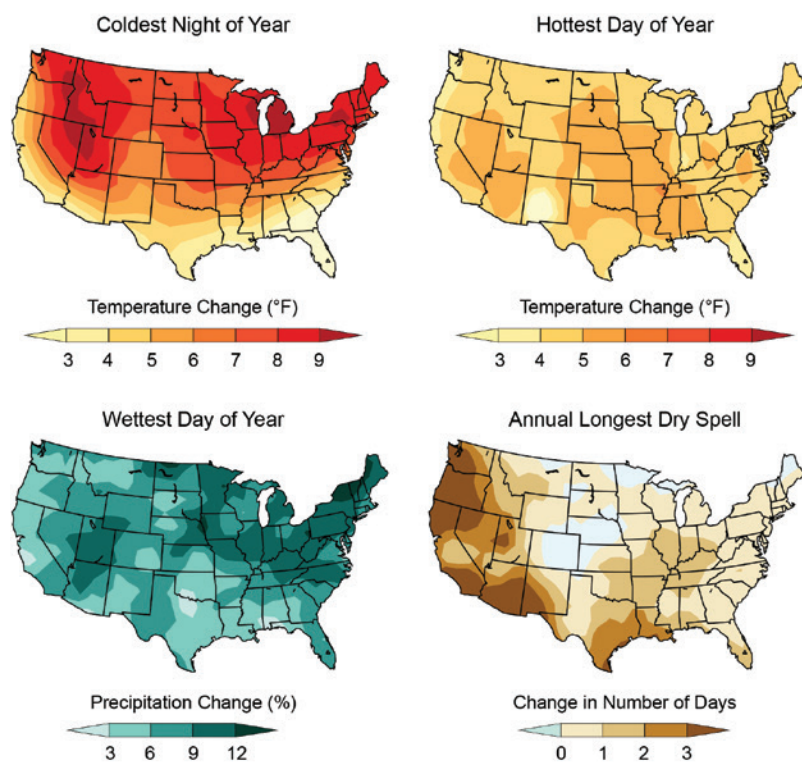 Coldest Night of Year
Hottest Day of Year
Temperature Change (°F)
3 4 5 6 7 8 9
Temperature Change (°F)
3 4 5 6 7 8 9
Wettest Day of Year
Annual Longest Dry Spell
Precipitation Change (%)
3 6 9 12
Change in Number of Days
0 1 2 3